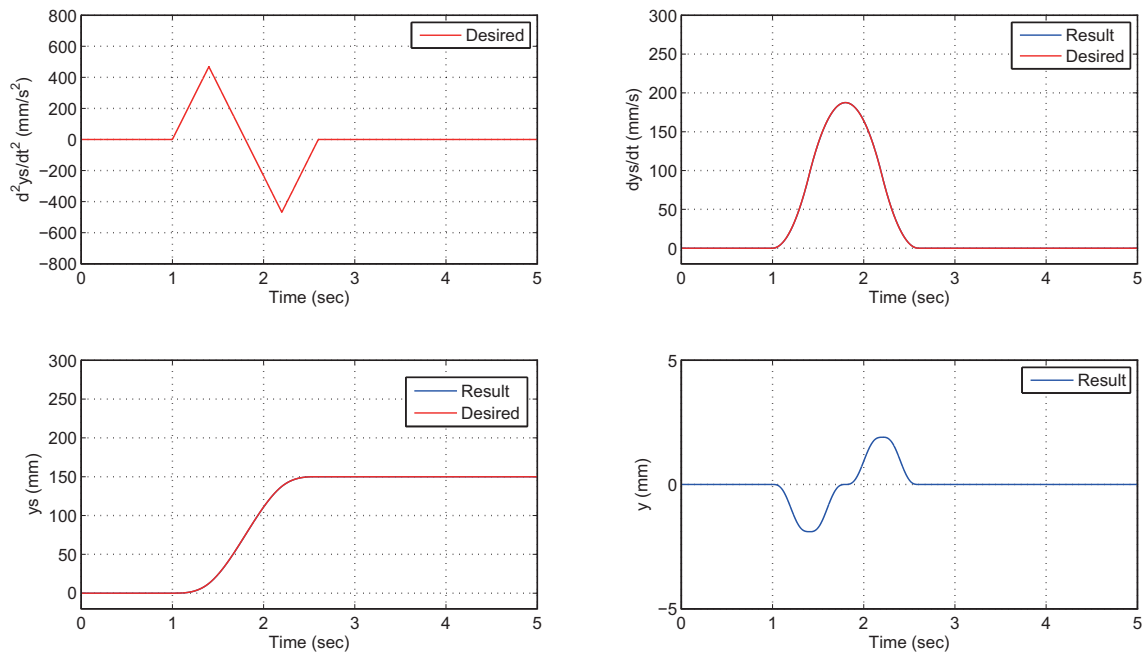 800
600
400
200
0
−200
−400
−600
−800
d²ys/dt² (mm/s²)
Desired
0 1 2 3 4 5
Time (sec)
300
250
200
150
100
50
0
dys/dt (mm/s)
Result
Desired
0 1 2 3 4 5
Time (sec)
300
250
200
150
100
50
0
ys (mm)
Result
Desired
0 1 2 3 4 5
Time (sec)
5
0
−5
y (mm)
Result
0 1 2 3 4 5
Time (sec)